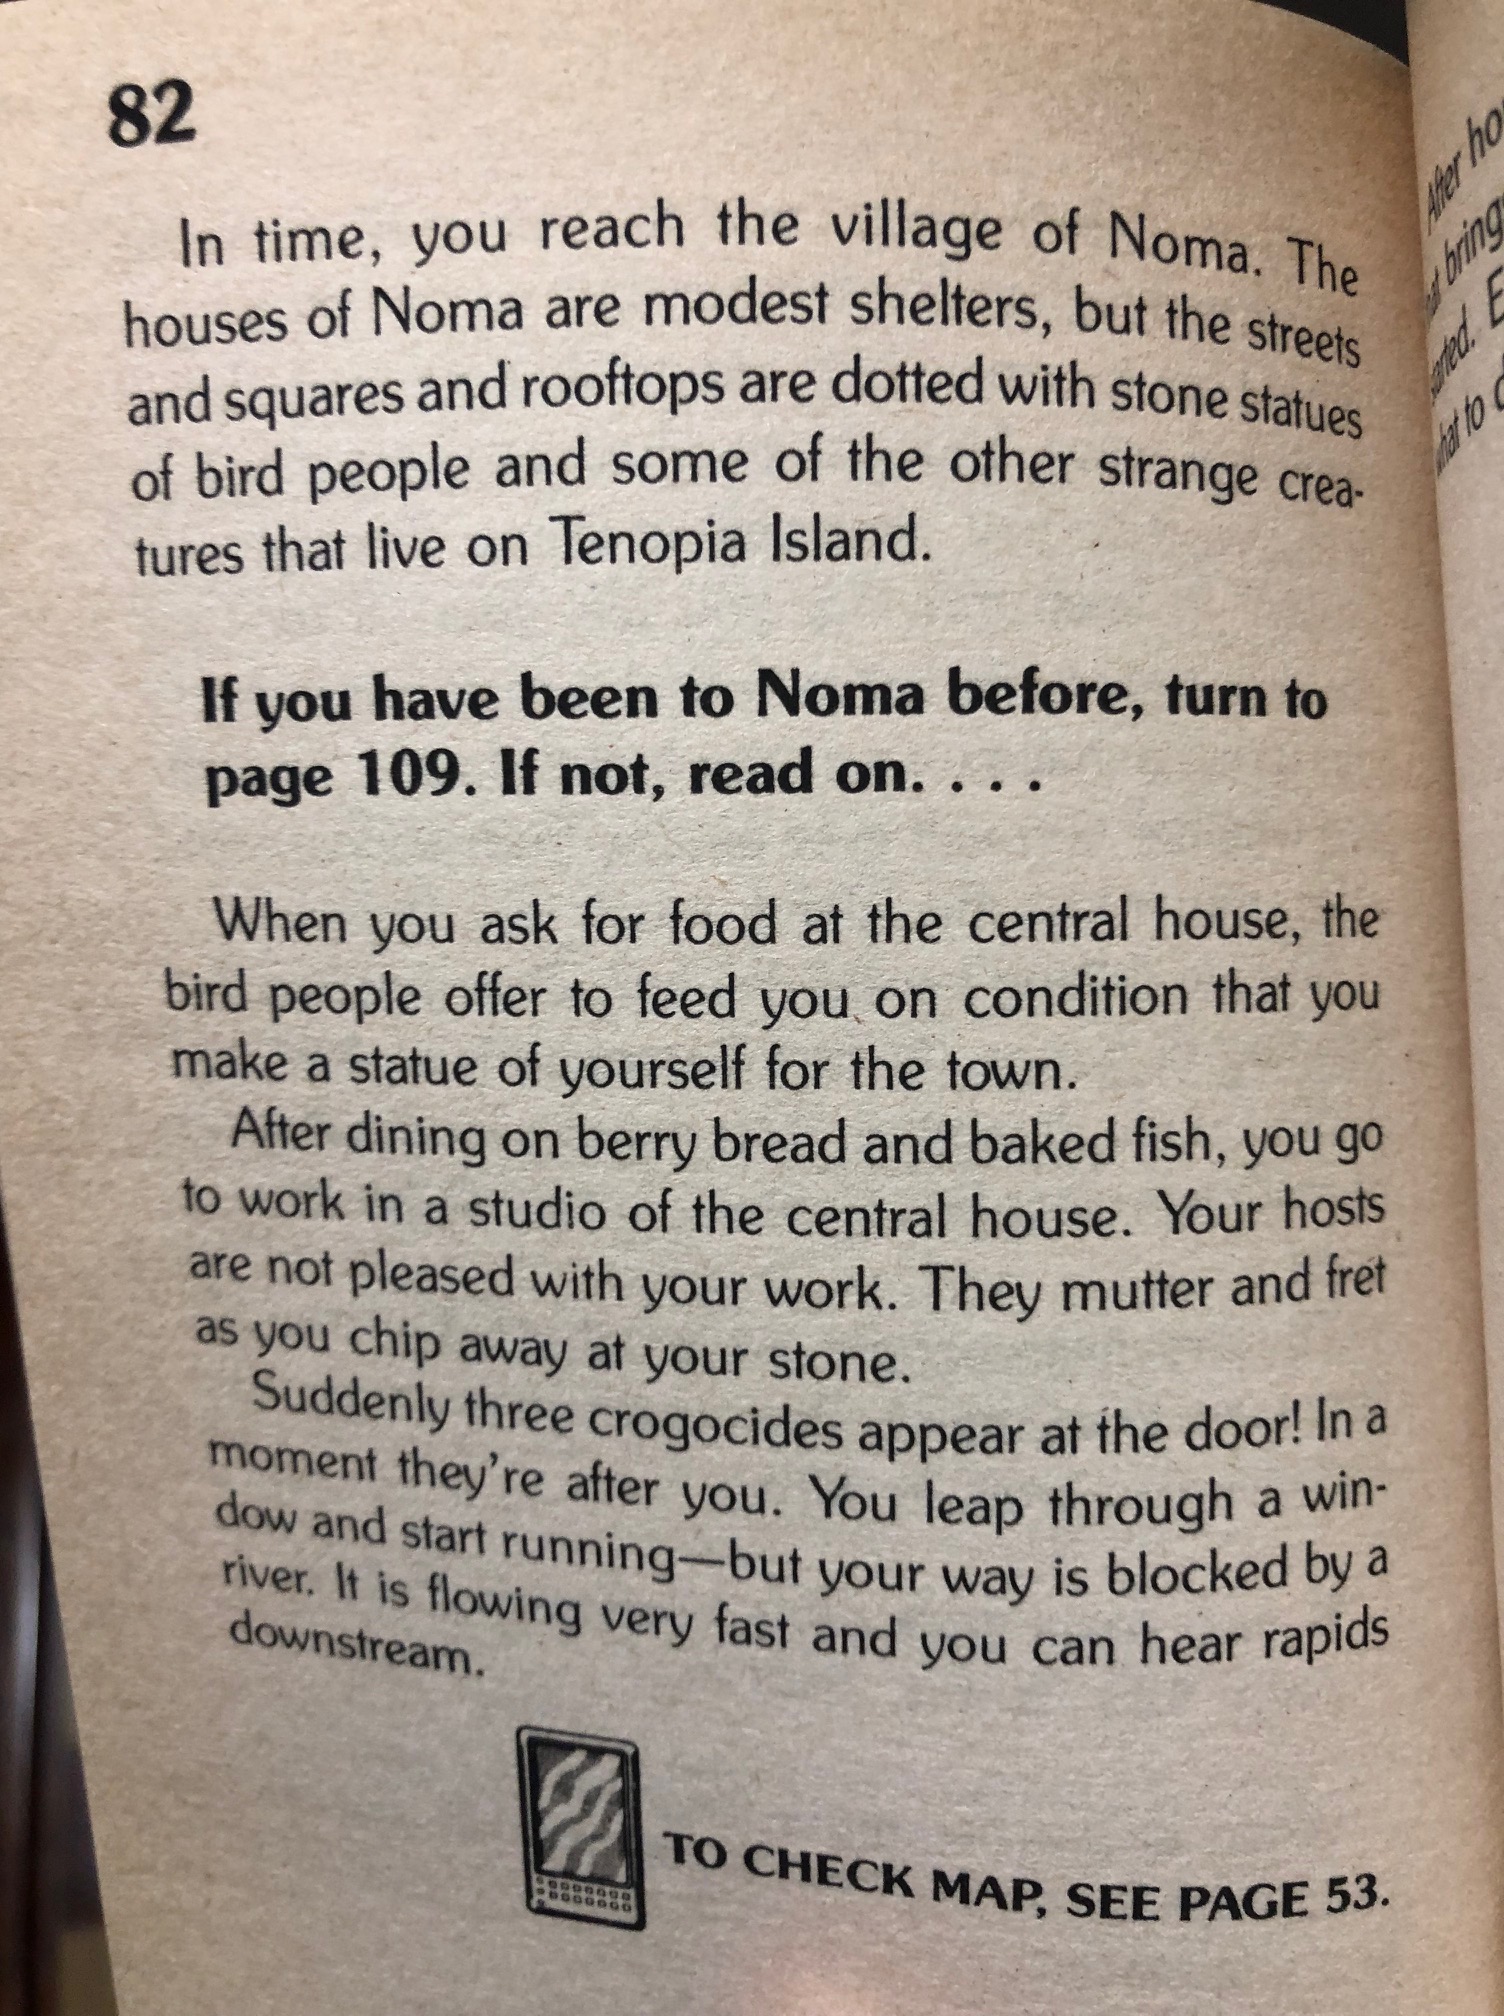 82
In time, you reach the village of Noma. The
houses of Noma are modest shelters, but the streets
and squares and rooftops are dotted with stone statues
of bird people and some of the other strange crea-
tures that live on Tenopia Island.
If you have been to Noma before, turn to
page 109. If not, read on. . . .
When you ask for food at the central house, the
bird people offer to feed you on condition that you
make a statue of yourself for the town.
After dining on berry bread and baked fish, you go
to work in a studio of the central house. Your hosts
are not pleased with your work. They mutter and fret
as you chip away at your stone.
Suddenly three crogocides appear at the door! In a
moment they're after you. You leap through a win-
dow and start running—but your way is blocked by a
river. It is flowing very fast and you can hear rapids
downstream.
TO CHECK MAP, SEE PAGE 53.
After
bring
to